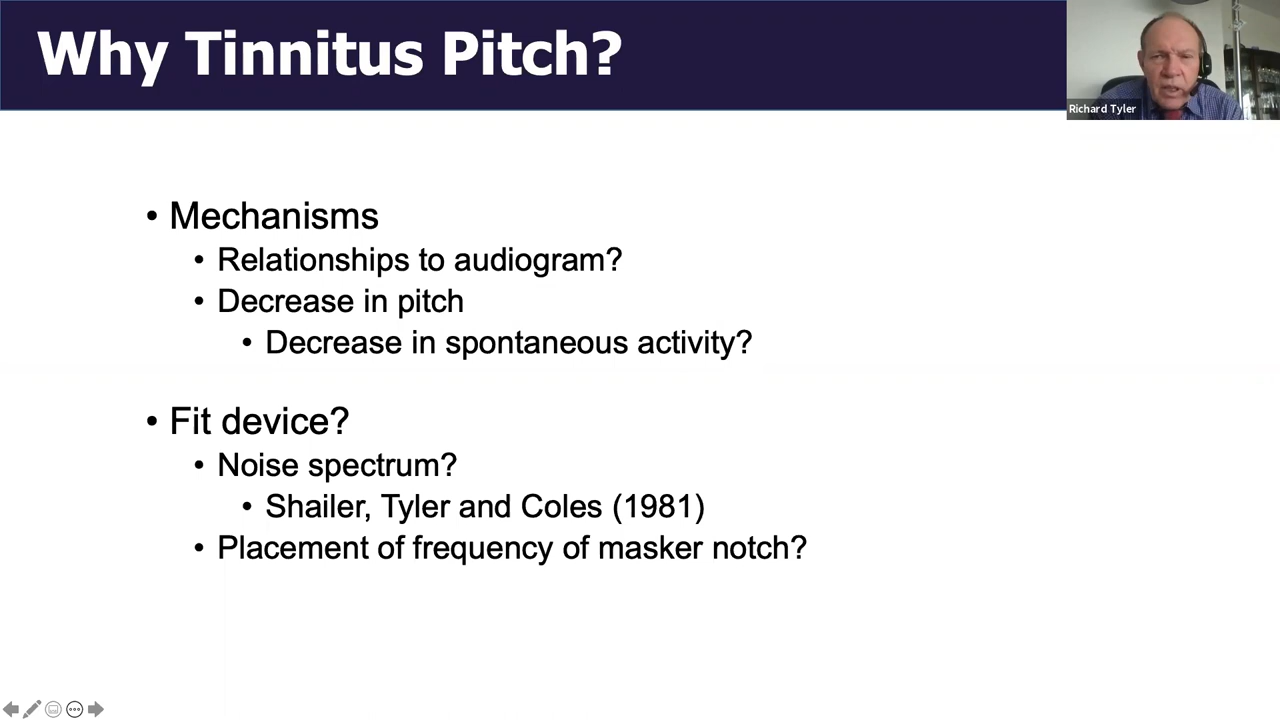 Why Tinnitus Pitch?
Richard Tyler
• Mechanisms
• Relationships to audiogram?
• Decrease in pitch
• Decrease in spontaneous activity?
• Fit device?
• Noise spectrum?
• Shailer, Tyler and Coles (1981)
• Placement of frequency of masker notch?